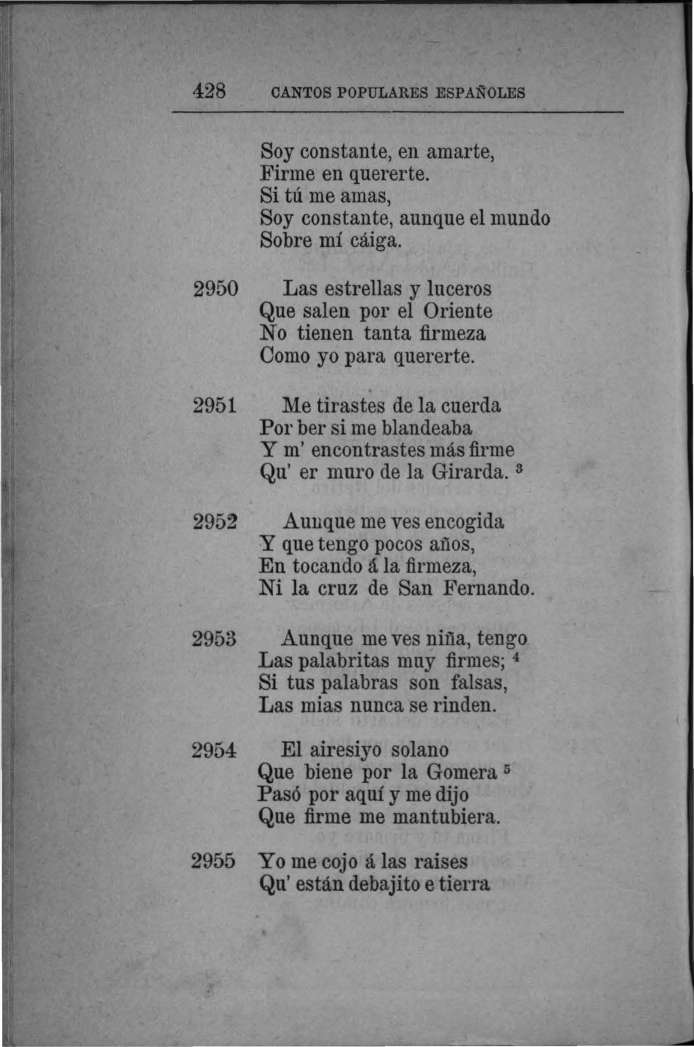 428 CANTOS POPULARES ESPAÑOLES
Soy constante, en amarte,
Firme en quererte.
Si tú me amas,
Soy constante, aunque el mundo
Sobre mí cáiga.
2950 Las estrellas y luceros
Que salen por el Oriente
No tienen tanta firmeza
Como yo para quererte.
2951 Me tirastes de la cuerda
Por ber si me blandeaba
Y m' encontrastes más firme
Qu' er muro de la Girarda. ³
2952 Aunque me ves encogida
Y que tengo pocos años,
En tocando á la firmeza,
Ni la cruz de San Fernando.
2953 Aunque me ves niña, tengo
Las palabritas muy firmes; ⁴
Si tus palabras son falsas,
Las mias nunca se rinden.
2954 El airesiyo solano
Que biene por la Gomera ⁵
Pasó por aquí y me dijo
Que firme me mantubiera.
2955 Yo me cojo á las raises
Qu' están debajito e tierra